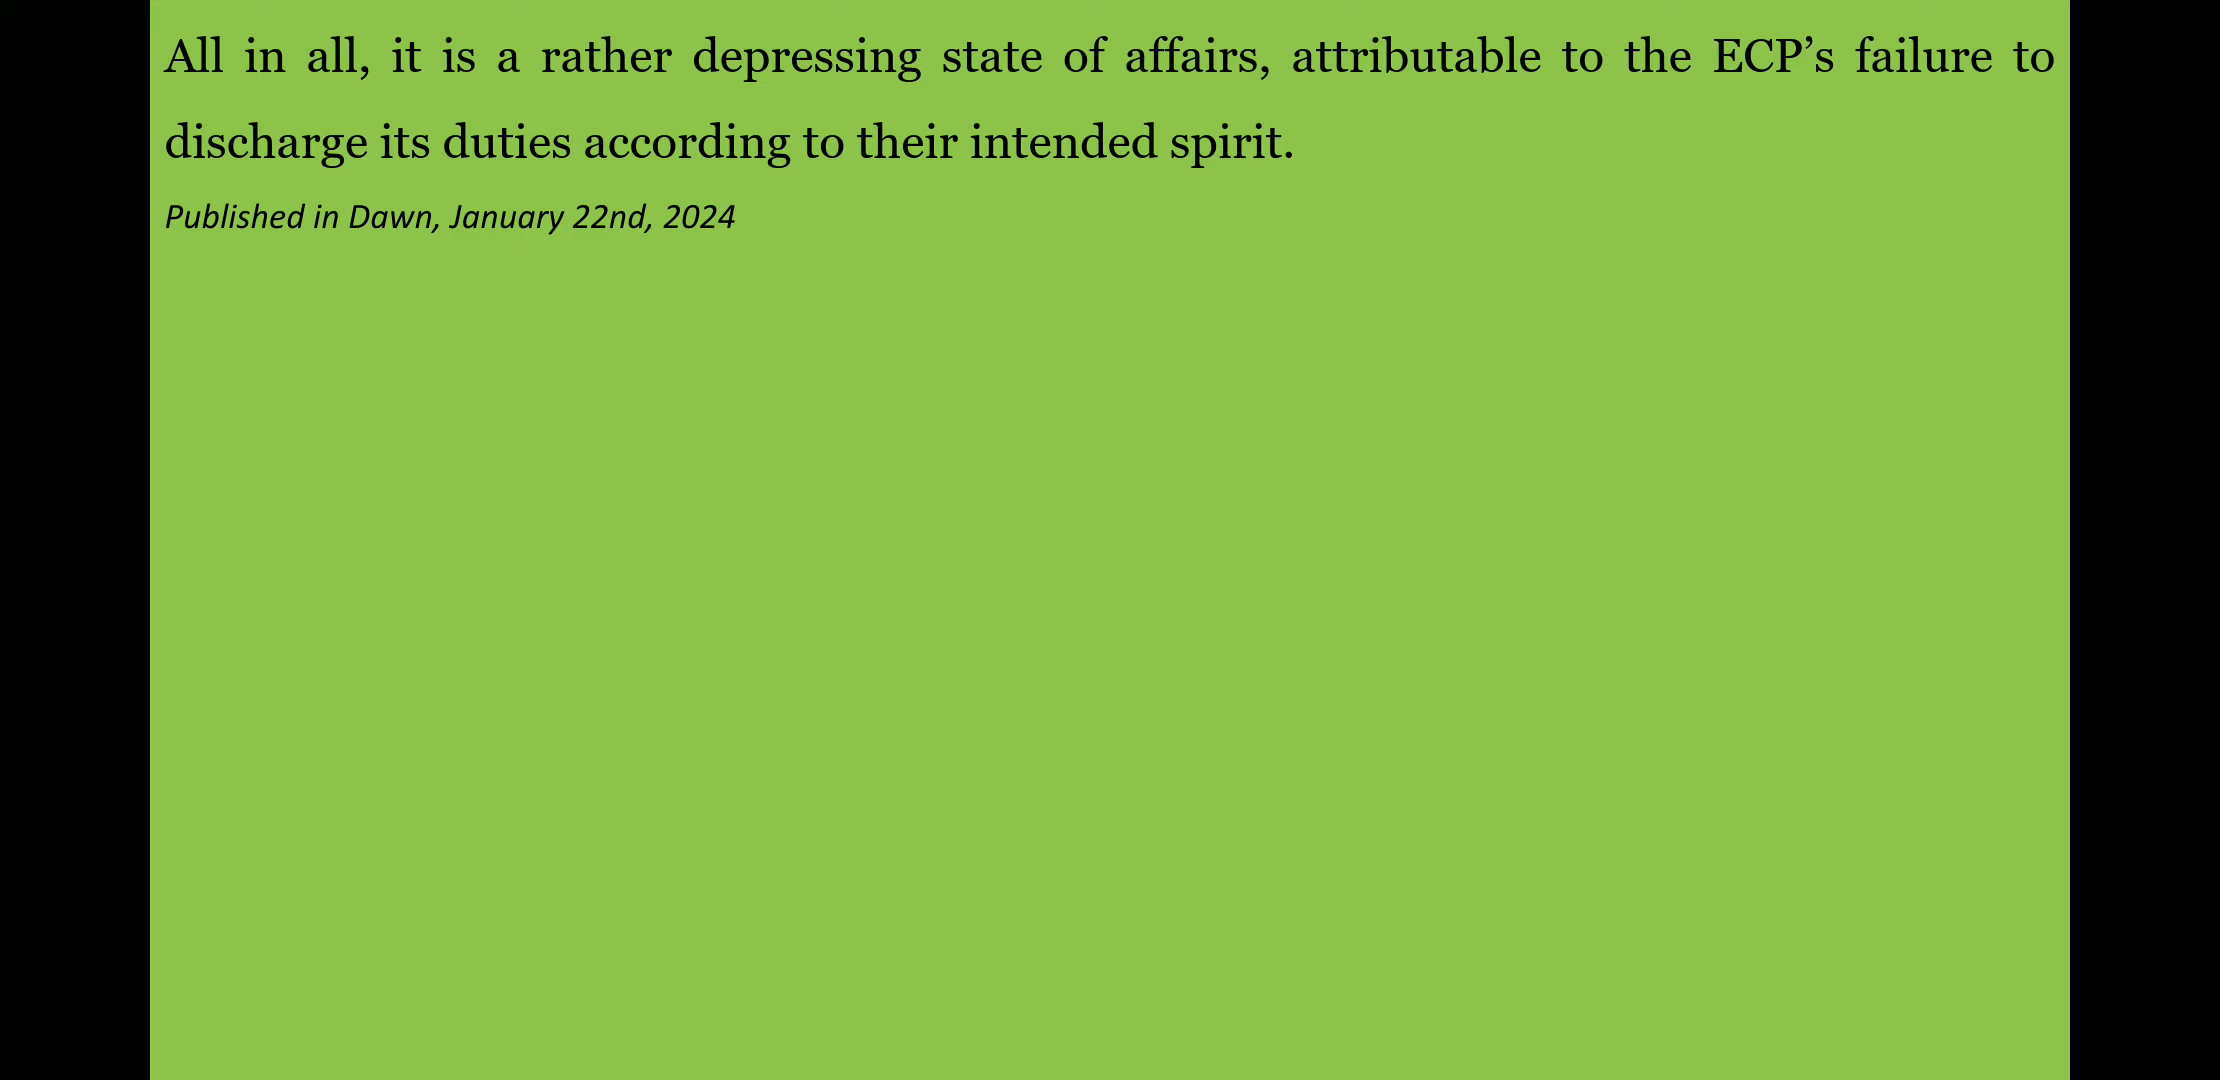 All in all, it is a rather depressing state of affairs, attributable to the ECP’s failure to
discharge its duties according to their intended spirit.
Published in Dawn, January 22nd, 2024